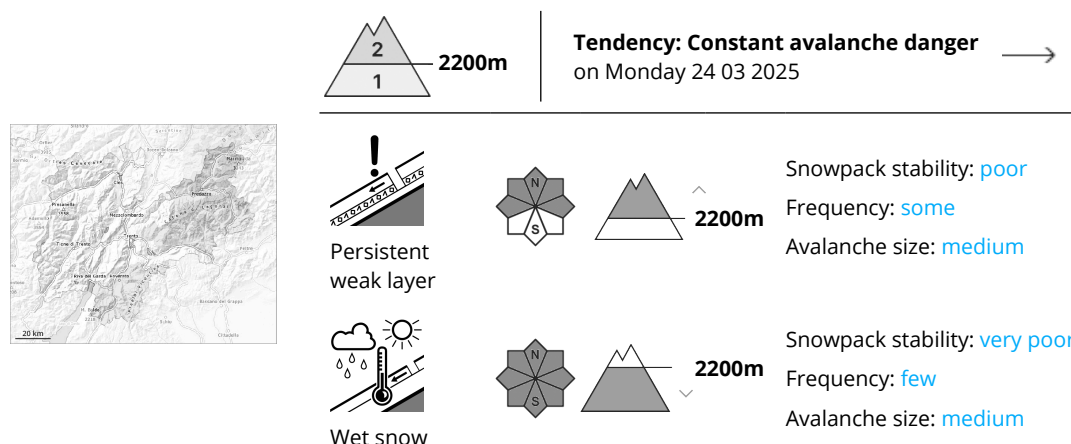 2
2200m
1
Tendency: Constant avalanche danger
on Monday 24 03 2025
Persistent
weak layer
N
S
2200m
Snowpack stability: poor
Frequency: some
Avalanche size: medium
Trento
20 km
Wet snow
N
S
2200m
Snowpack stability: very poor
Frequency: few
Avalanche size: medium